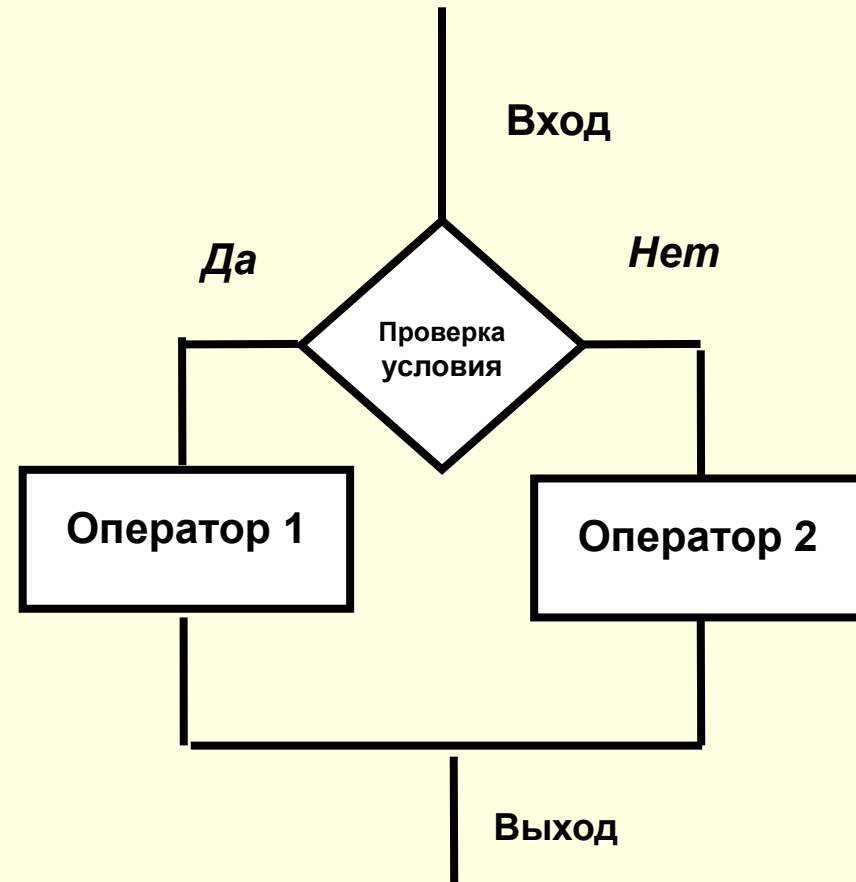 Вход
Да
Нет
Проверка
условия
Оператор 1
Оператор 2
Выход